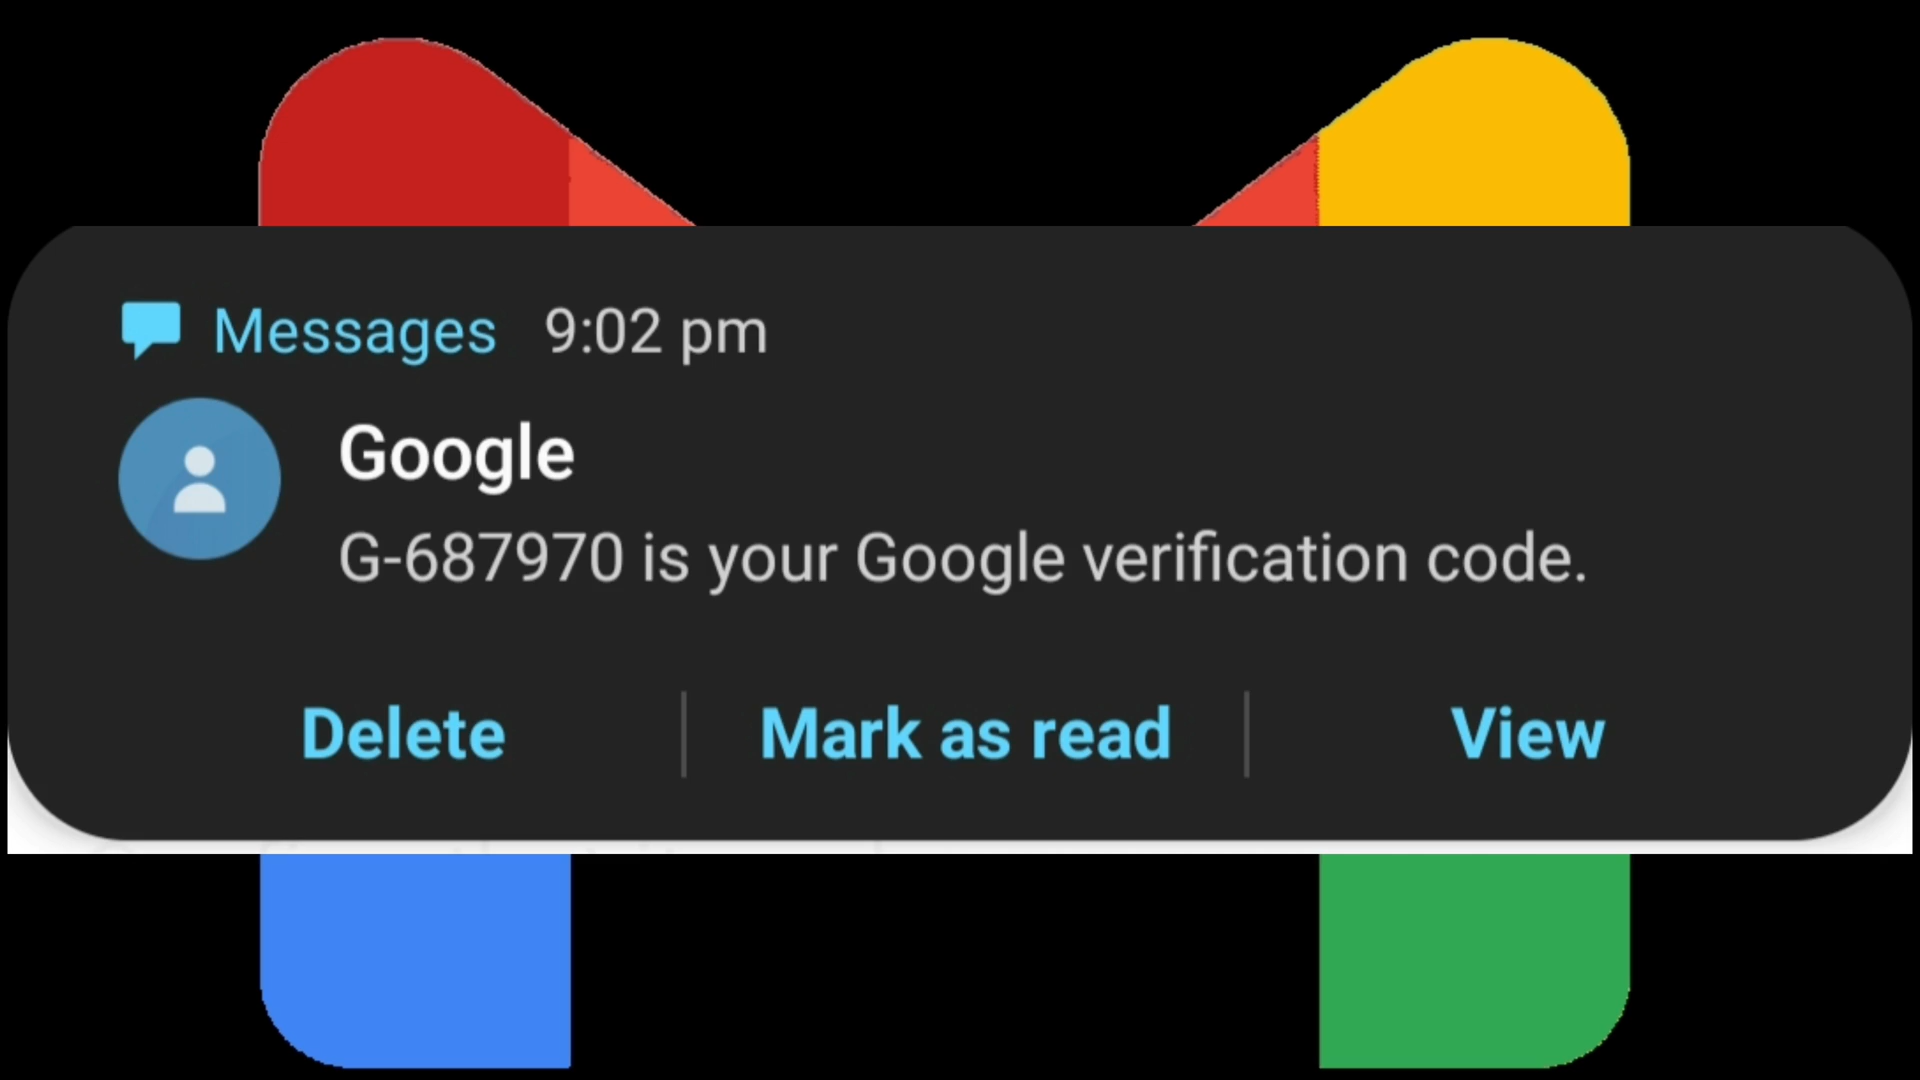 Messages 9:02 pm
Google
G-687970 is your Google verification code.
Delete Mark as read View